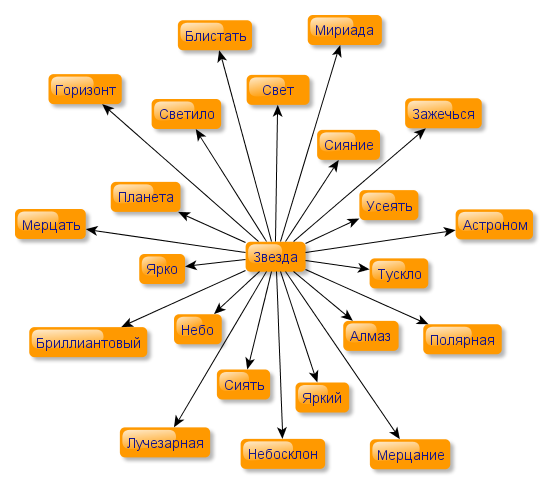 Мириада
Блистать
Горизонт
Свет
Светило
Зажечься
Сияние
Планета
Усеять
Мерцать
Астроном
Звезда
Ярко
Тускло
Небо
Алмаз
Бриллиантовый
Полярная
Сиять
Яркий
Лучезарная
Небосклон
Мерцание